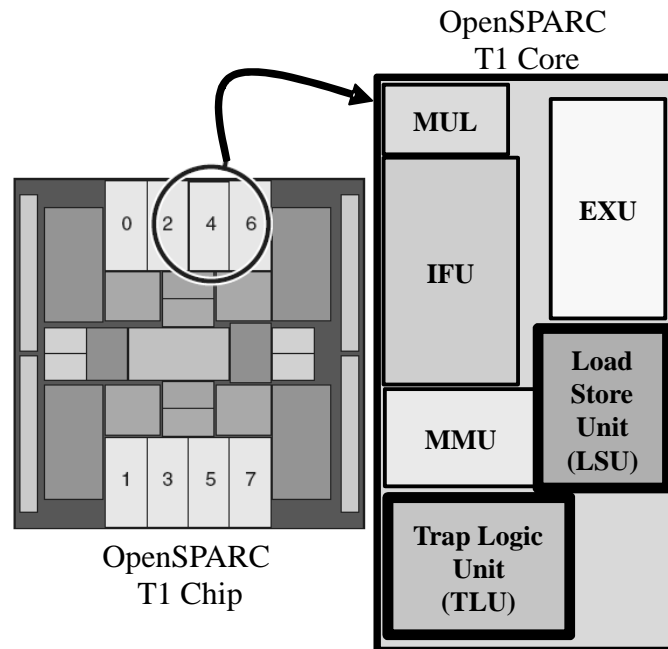 OpenSPARC
T1 Core
MUL
EXU
IFU
0 2 4 6
Load
Store
Unit
(LSU)
MMU
1 3 5 7
Trap Logic
Unit
(TLU)
OpenSPARC
T1 Chip